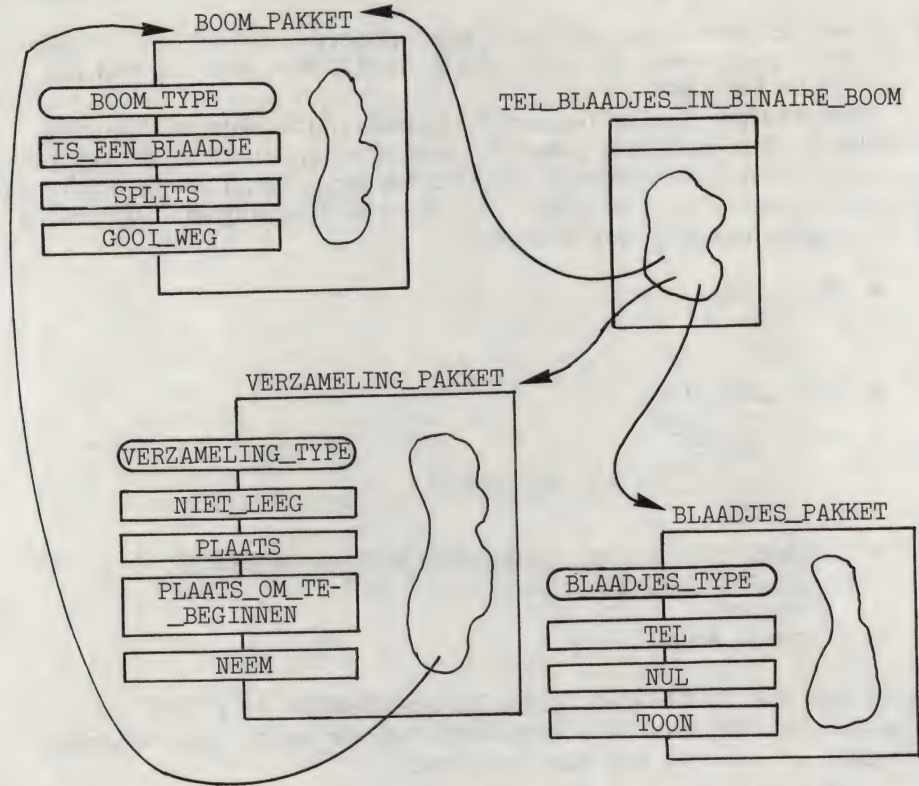 BOOM_PAKKET
BOOM_TYPE
IS_EEN_BLAADJE
SPLITS
GOOI_WEG
TEL_BLAADJES_IN_BINAIRE_BOOM
VERZAMELING_PAKKET
VERZAMELING_TYPE
NIET_LEEG
PLAATS
PLAATS_OM_TE-
_BEGINNEN
NEEM
BLAADJES_PAKKET
BLAADJES_TYPE
TEL
NUL
TOON